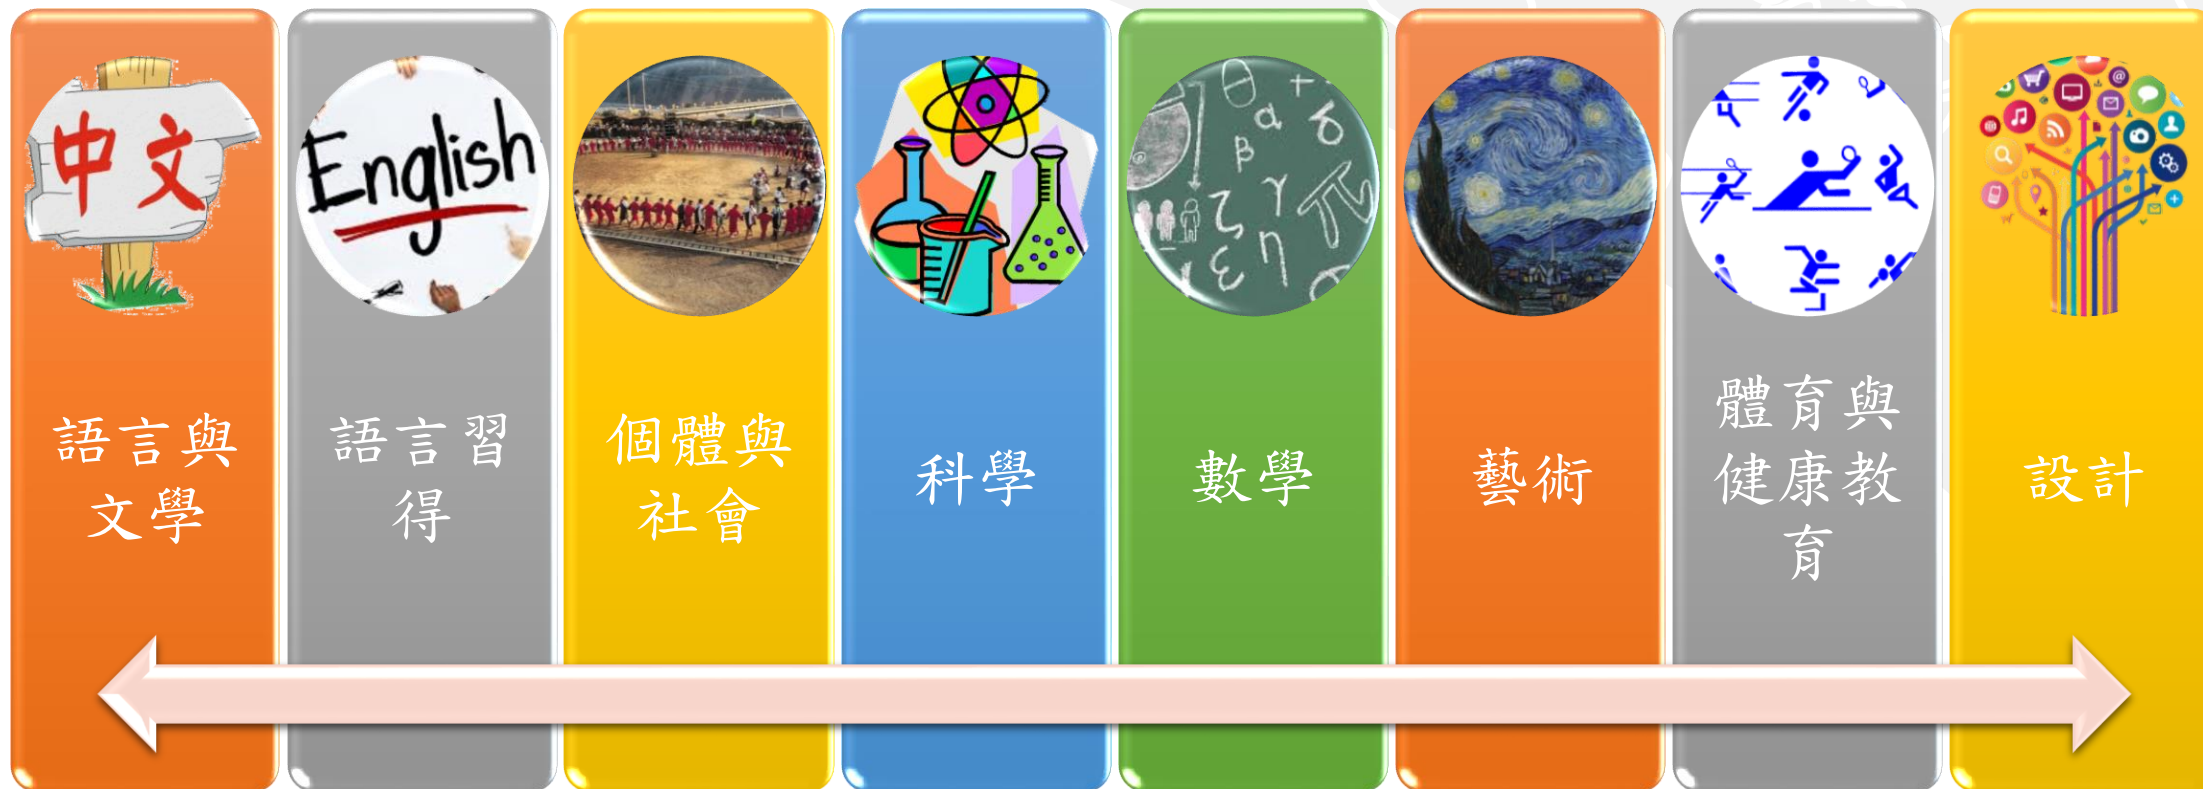 中文
English
θ + δ
α
β
γ π
ζ
ε η
語言與
文學
語言習
得
個體與
社會
科學
數學
藝術
體育與
健康教
育
設計